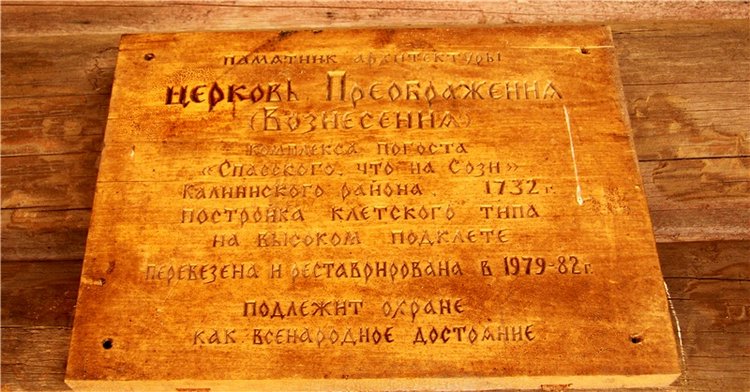 ПАМЯТНИК АРХИТЕКТУРЫ
ЦЕРКОВЬ ПРЕОБРАЖЕНИЯ
(ВОЗНЕСЕНИЯ)
КОМПЛЕКСА ПОГОСТА
«СПАССКОГО, ЧТО НА СОЗИ»
КАЛИНИНСКОГО РАЙОНА 1732 г.
ПОСТРОЙКА КЛЕТСКОГО ТИПА
НА ВЫСОКОМ ПОДКЛЕТЕ
ПЕРЕВЕЗЕНА И РЕСТАВРИРОВАНА В 1979-82 г.
ПОДЛЕЖИТ ОХРАНЕ
КАК ВСЕНАРОДНОЕ ДОСТОЯНИЕ